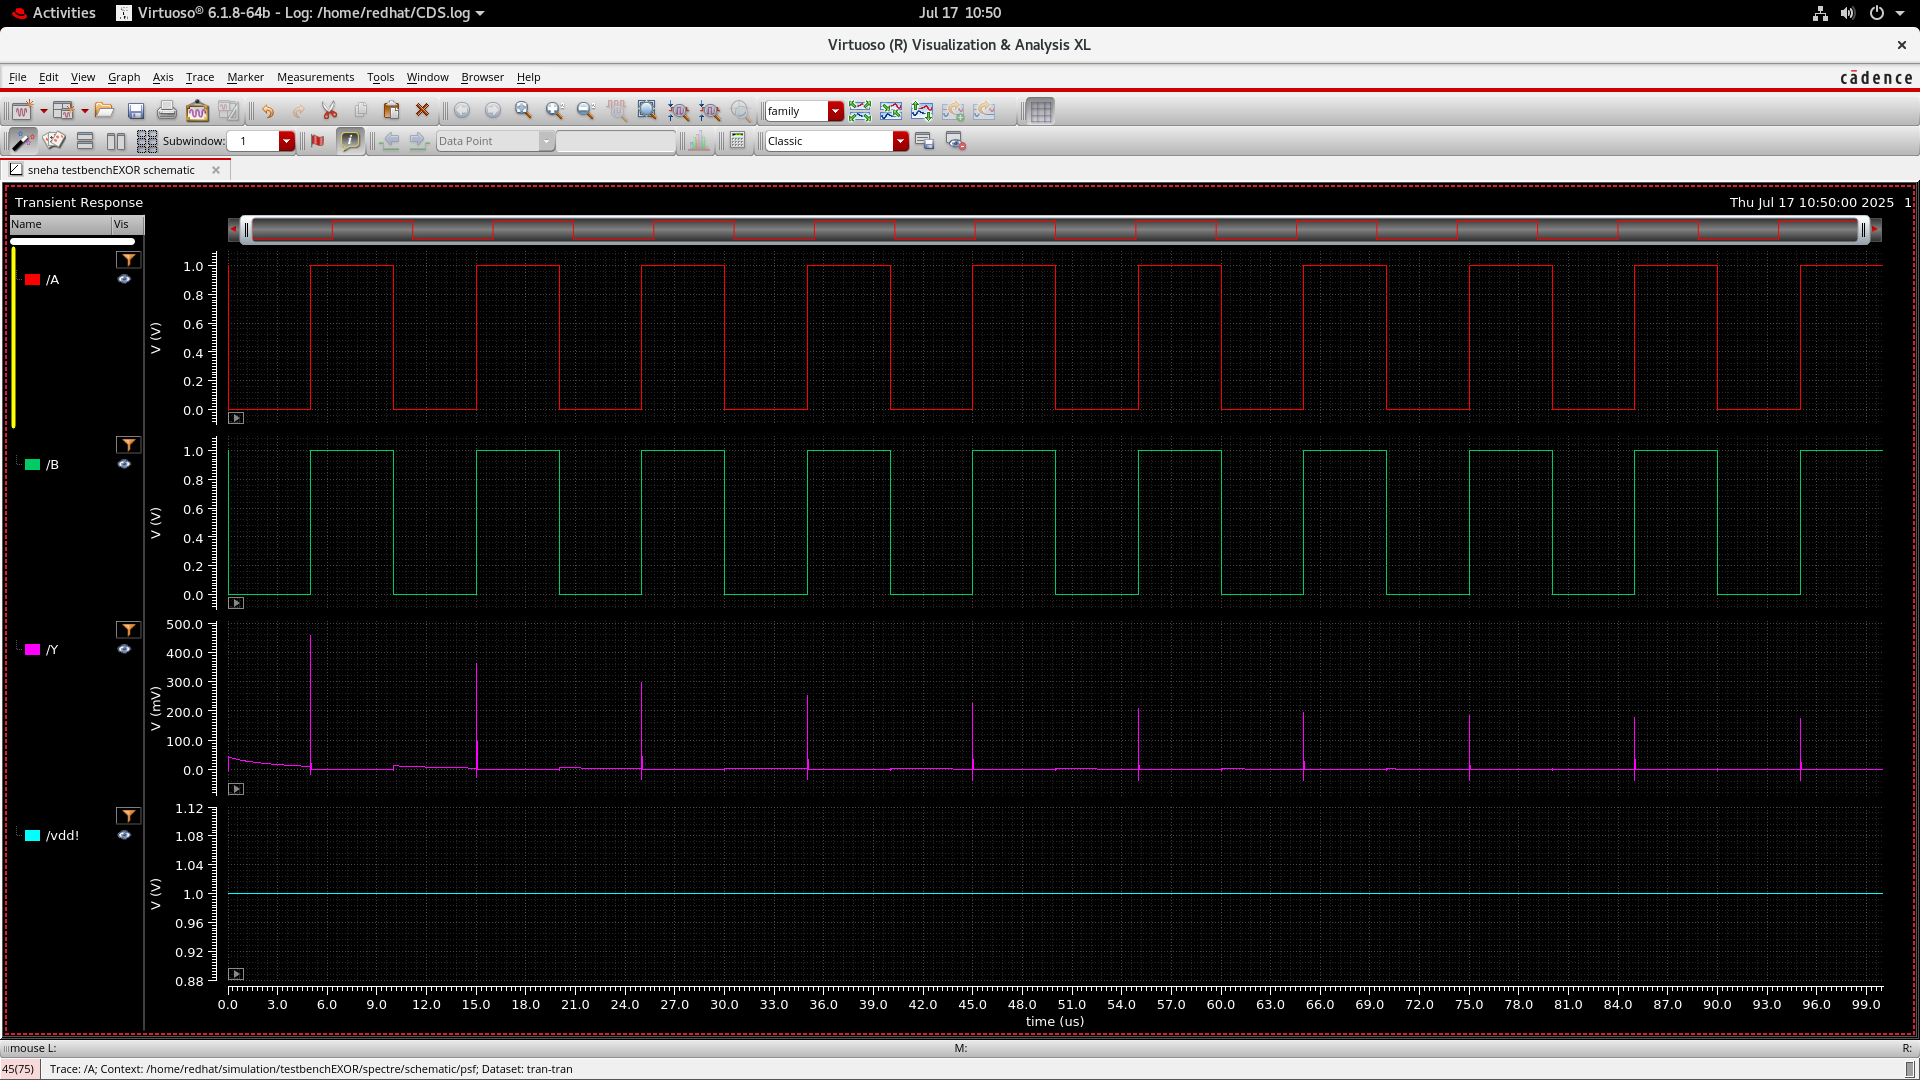 Activities Virtuoso® 6.1.8-64b - Log: /home/redhat/CDS.log Jul 17 10:50
Virtuoso (R) Visualization & Analysis XL
File Edit View Graph Axis Trace Marker Measurements Tools Window Browser Help cādence
family
Subwindow: 1 Data Point Classic
sneha testbenchEXOR schematic
Transient Response Thu Jul 17 10:50:00 2025 1
Name Vis
/A
V (V)
1.0
0.8
0.6
0.4
0.2
0.0
/B
V (V)
1.0
0.8
0.6
0.4
0.2
0.0
/Y
V (mV)
500.0
400.0
300.0
200.0
100.0
0.0
/vdd!
V (V)
1.12
1.08
1.04
1.0
0.96
0.92
0.88
0.0 3.0 6.0 9.0 12.0 15.0 18.0 21.0 24.0 27.0 30.0 33.0 36.0 39.0 42.0 45.0 48.0 51.0 54.0 57.0 60.0 63.0 66.0 69.0 72.0 75.0 78.0 81.0 84.0 87.0 90.0 93.0 96.0 99.0
time (us)
mouse L: M: R:
45(75) Trace: /A; Context: /home/redhat/simulation/testbenchEXOR/spectre/schematic/psf; Dataset: tran-tran